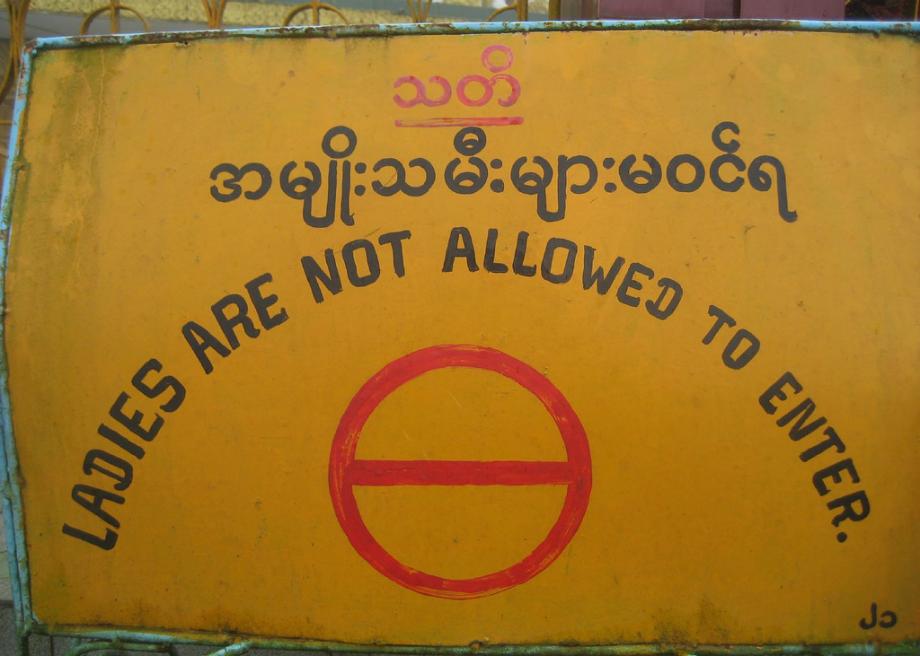 သတိ
အမျိုးသမီးများမဝင်ရ
LADIES ARE NOT ALLOWED TO ENTER.
၂၁